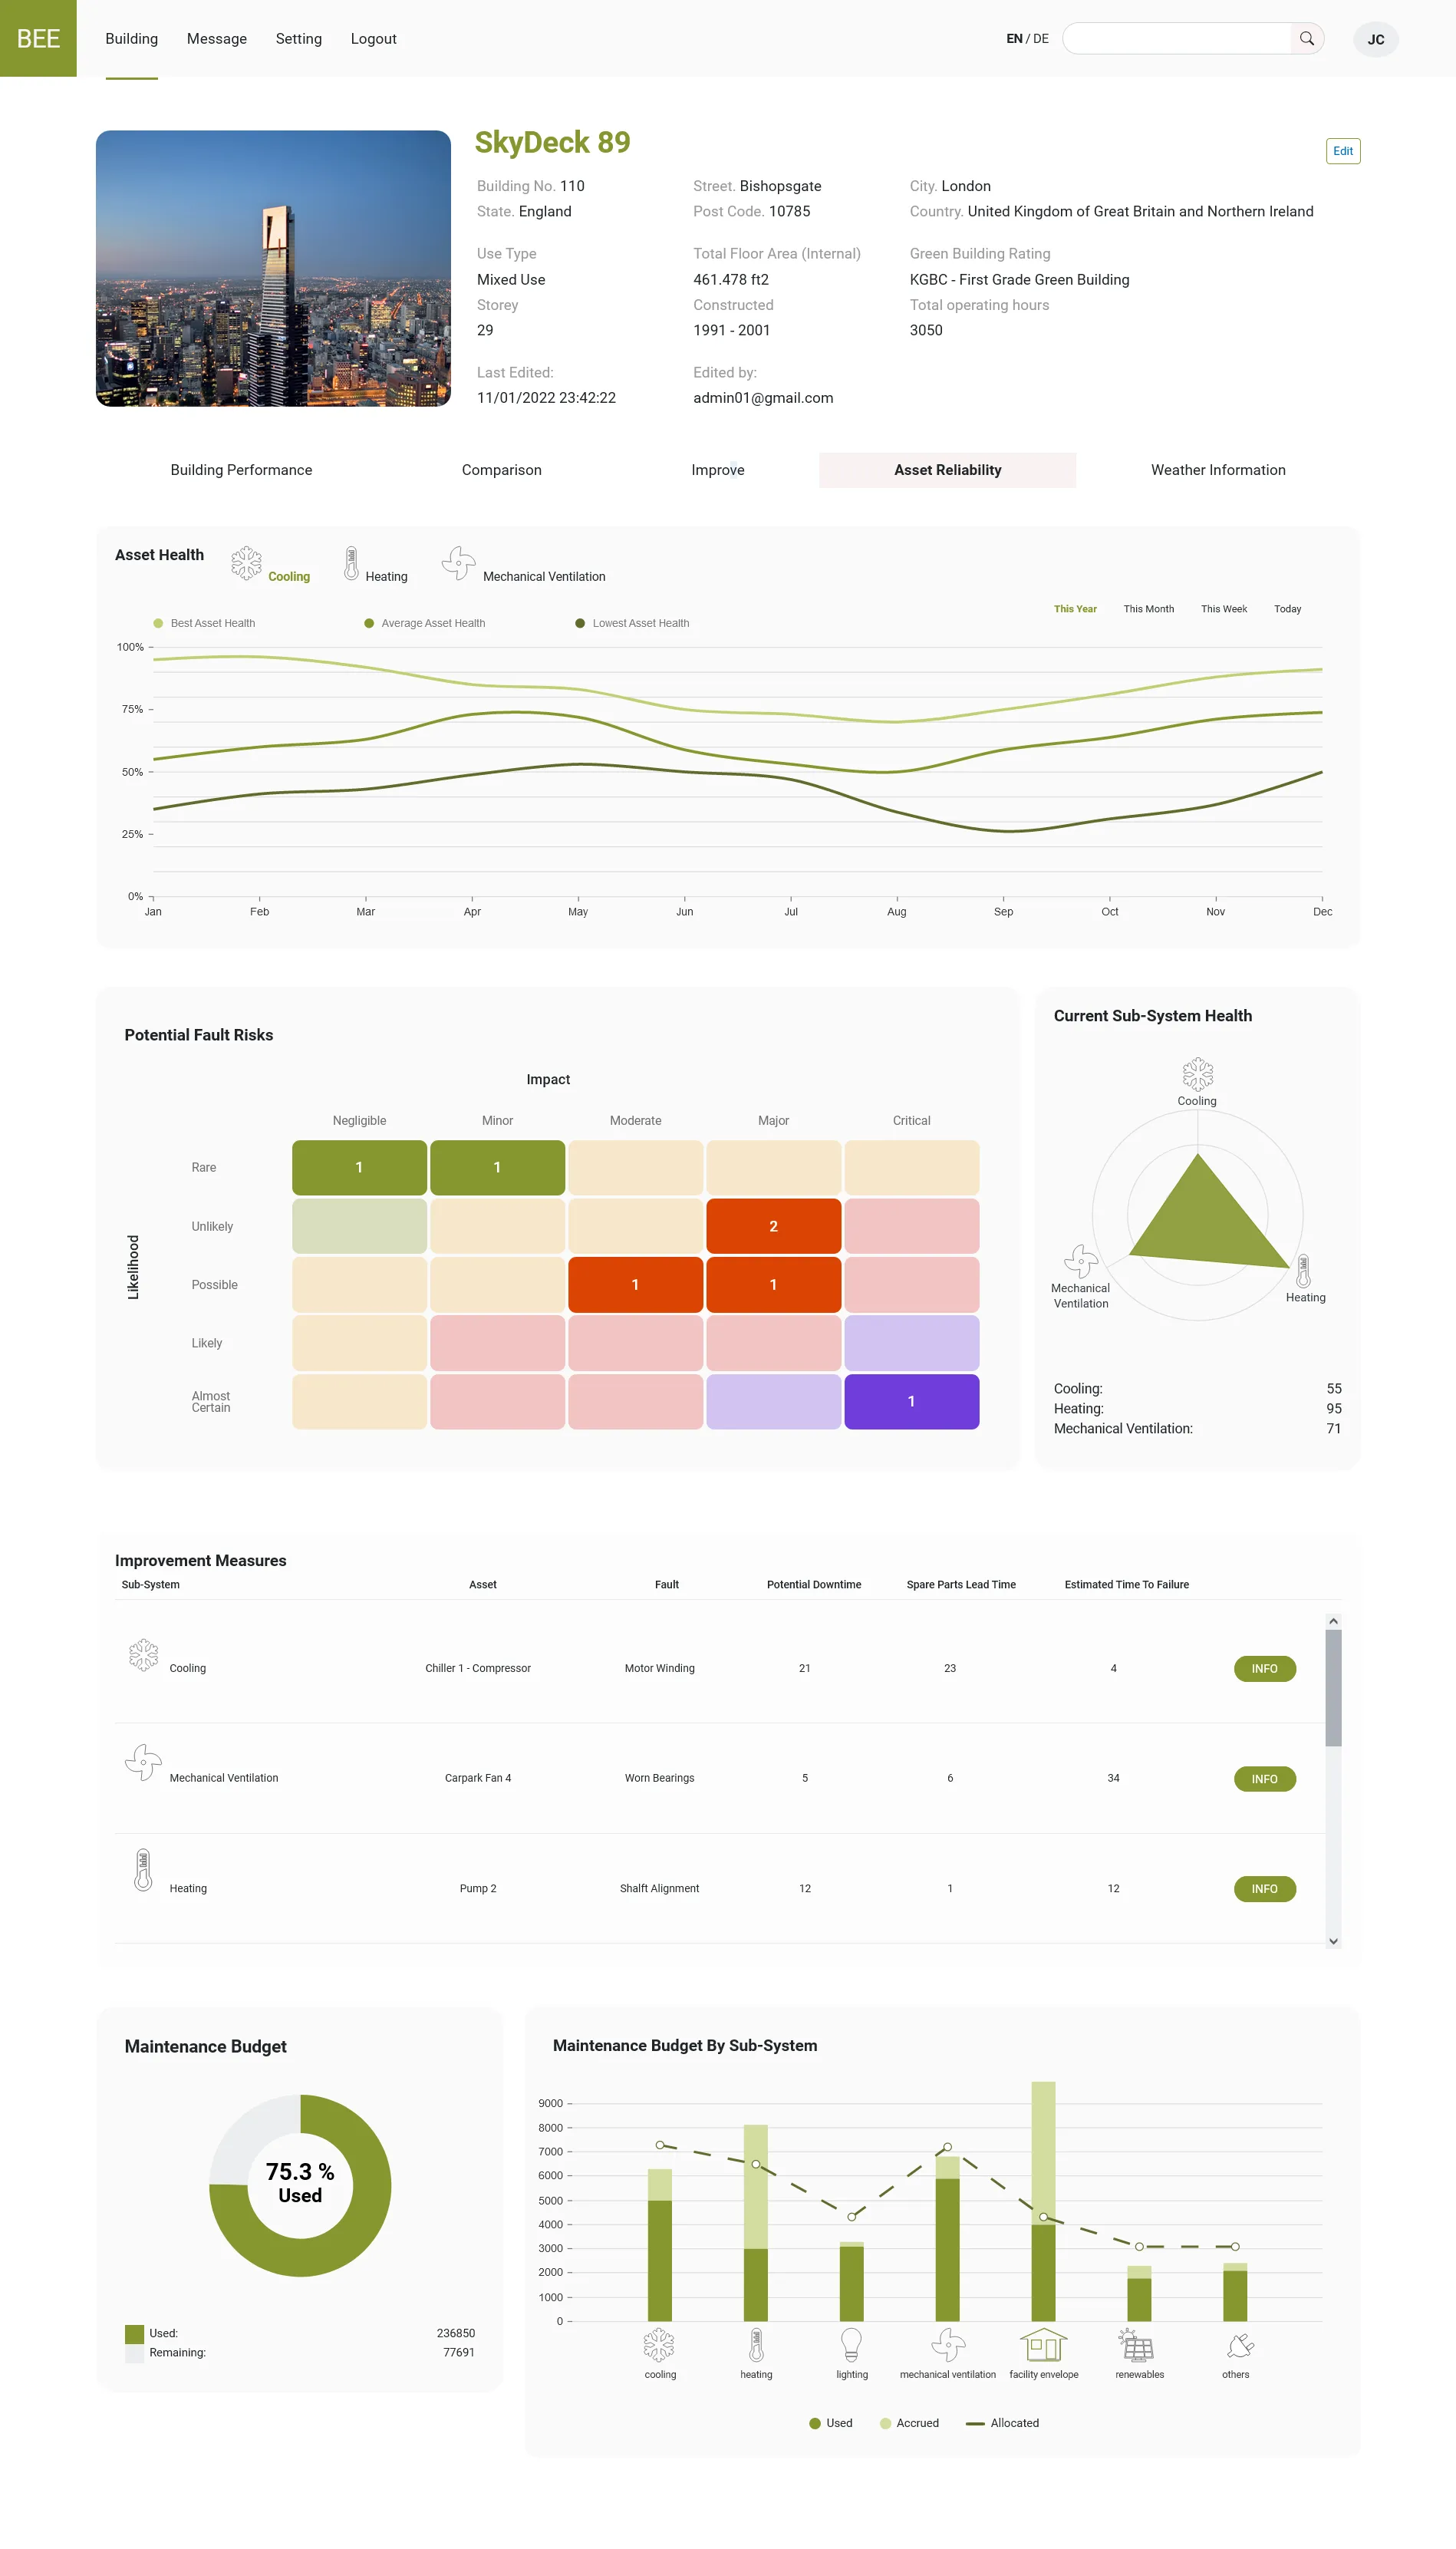 BEE
Building Message Setting Logout
EN / DE
JC
SkyDeck 89
Edit
Building No. 110 Street. Bishopsgate City. London
State. England Post Code. 10785 Country. United Kingdom of Great Britain and Northern Ireland
Use Type Total Floor Area (Internal) Green Building Rating
Mixed Use 461.478 ft2 KGBC - First Grade Green Building
Storey Constructed Total operating hours
29 1991 - 2001 3050
Last Edited: Edited by:
11/01/2022 23:42:22 admin01@gmail.com
Building Performance Comparison Improve Asset Reliability Weather Information
Asset Health Cooling Heating Mechanical Ventilation
This Year This Month This Week Today
Best Asset Health Average Asset Health Lowest Asset Health
100%
75%
50%
25%
0%
Jan Feb Mar Apr May Jun Jul Aug Sep Oct Nov Dec
Potential Fault Risks
Impact
Negligible Minor Moderate Major Critical
Likelihood
Rare 1 1
Unlikely 2
Possible 1 1
Likely
Almost
Certain 1
Current Sub-System Health
Cooling
Mechanical
Ventilation
Heating
Cooling: 55
Heating: 95
Mechanical Ventilation: 71
Improvement Measures
Sub-System Asset Fault Potential Downtime Spare Parts Lead Time Estimated Time To Failure
Cooling Chiller 1 - Compressor Motor Winding 21 23 4 INFO
Mechanical Ventilation Carpark Fan 4 Worn Bearings 5 6 34 INFO
Heating Pump 2 Shalft Alignment 12 1 12 INFO
Maintenance Budget
75.3 %
Used
Used: 236850
Remaining: 77691
Maintenance Budget By Sub-System
9000
8000
7000
6000
5000
4000
3000
2000
1000
0
cooling heating lighting mechanical ventilation facility envelope renewables others
Used Accrued Allocated